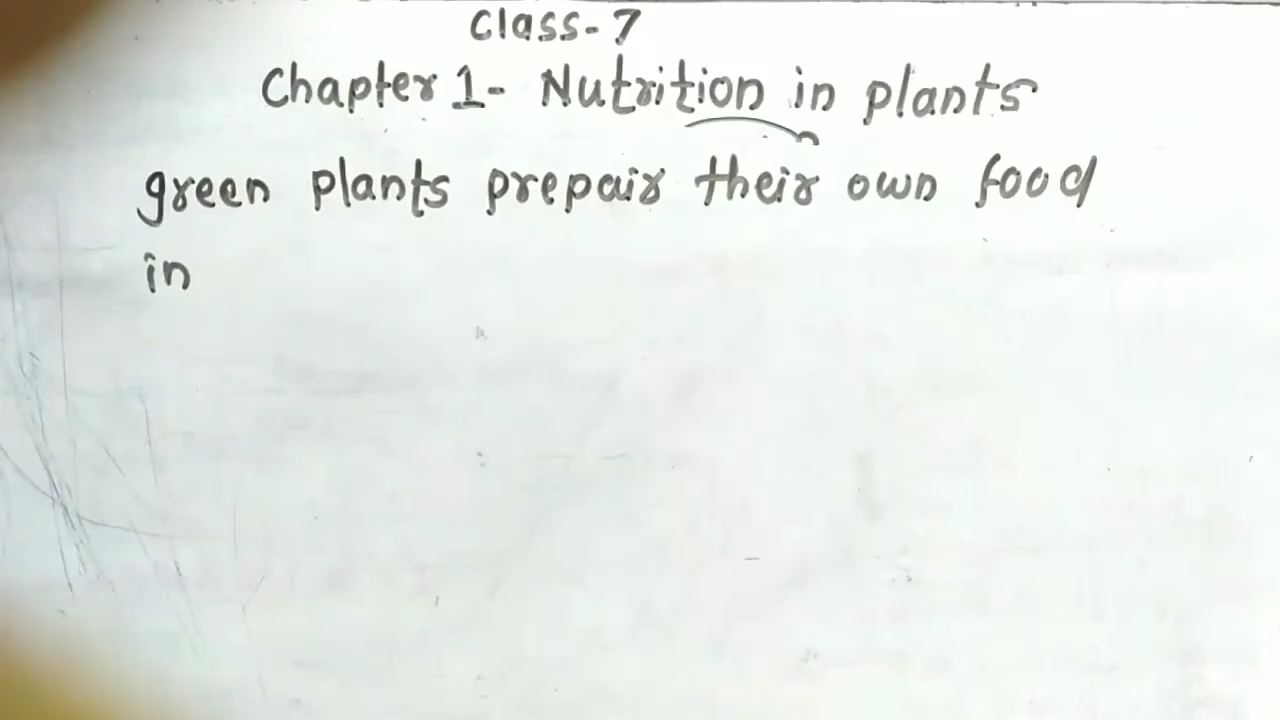 Class-7
Chapter 1- Nutrition in plants
green plants prepair their own food
in